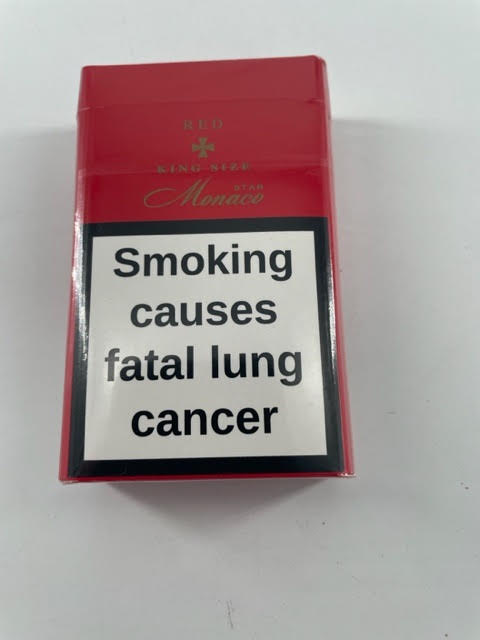 RED
KING SIZE
STAR
Monaco
Smoking
causes
fatal lung
cancer